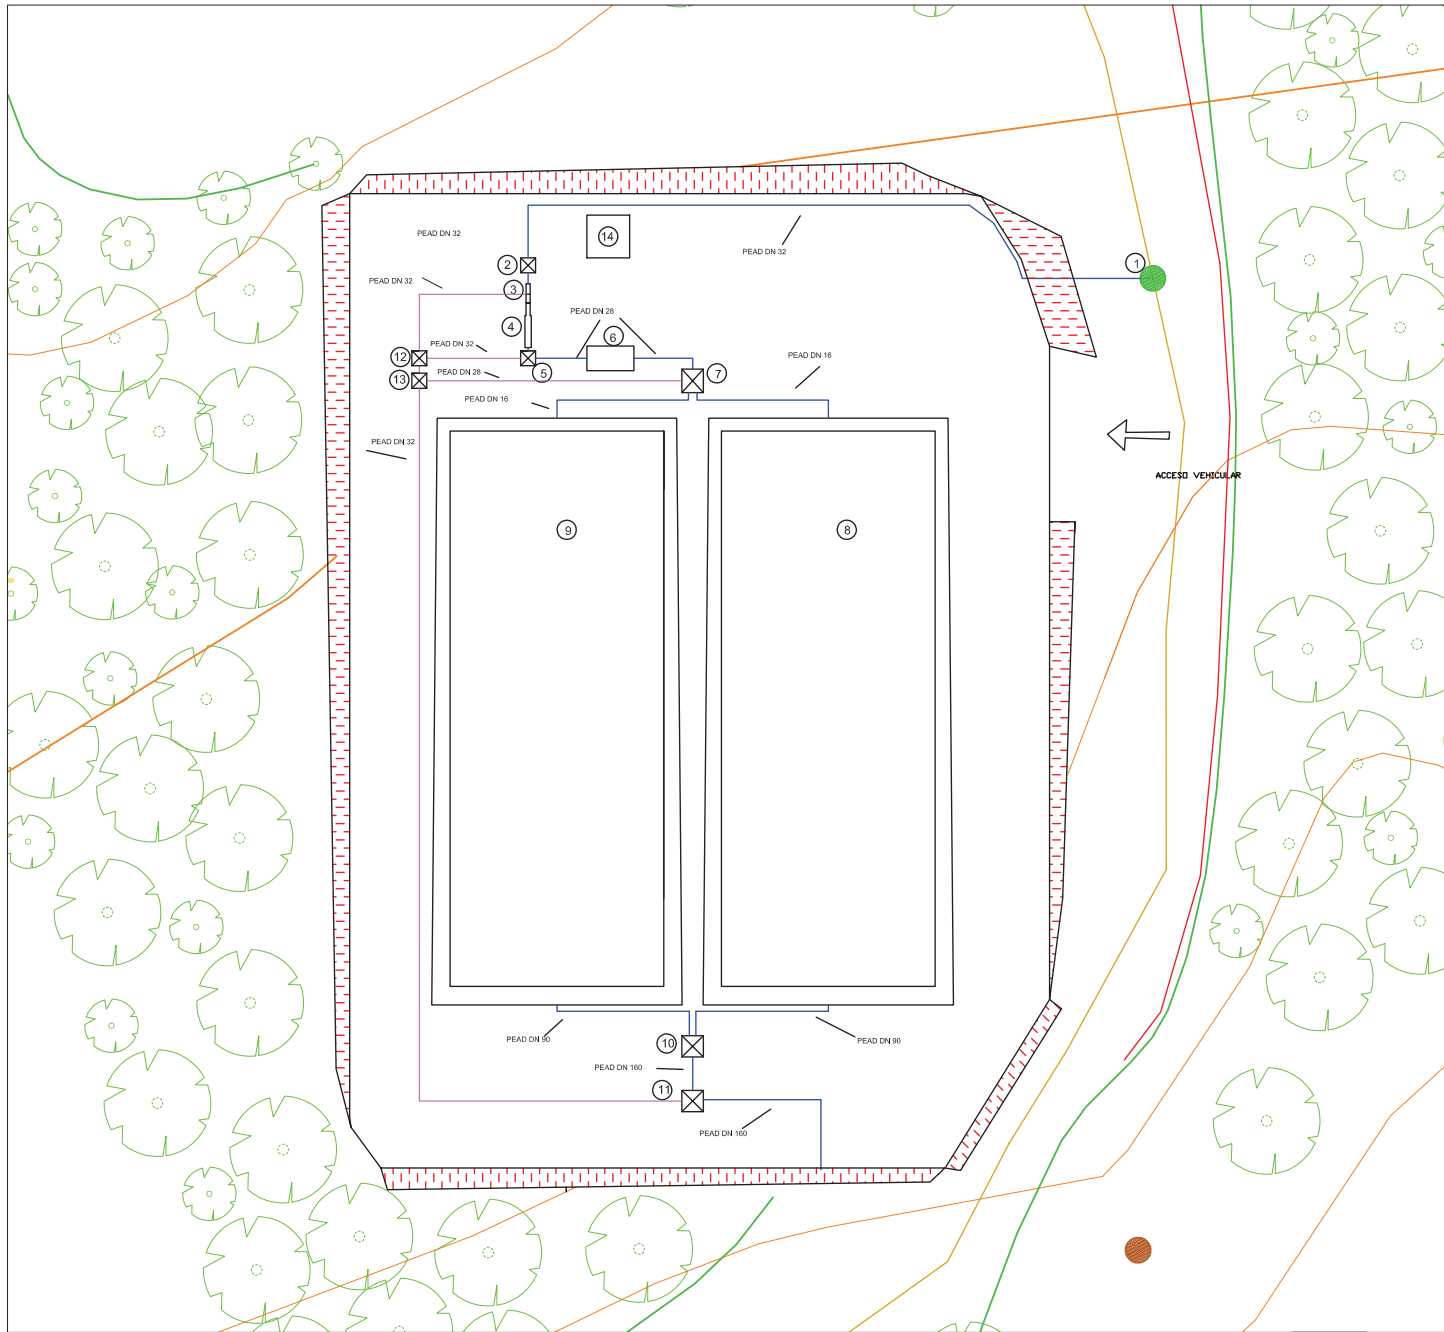 PEAD DN 32
14
PEAD DN 32
1
2
PEAD DN 32
3
PEAD DN 28
4
6
PEAD DN 32
PEAD DN 16
12
5
PEAD DN 28
7
13
PEAD DN 16
PEAD DN 32
ACCESO VEHICULAR
9
8
PEAD DN 90
10
PEAD DN 90
PEAD DN 160
11
PEAD DN 160